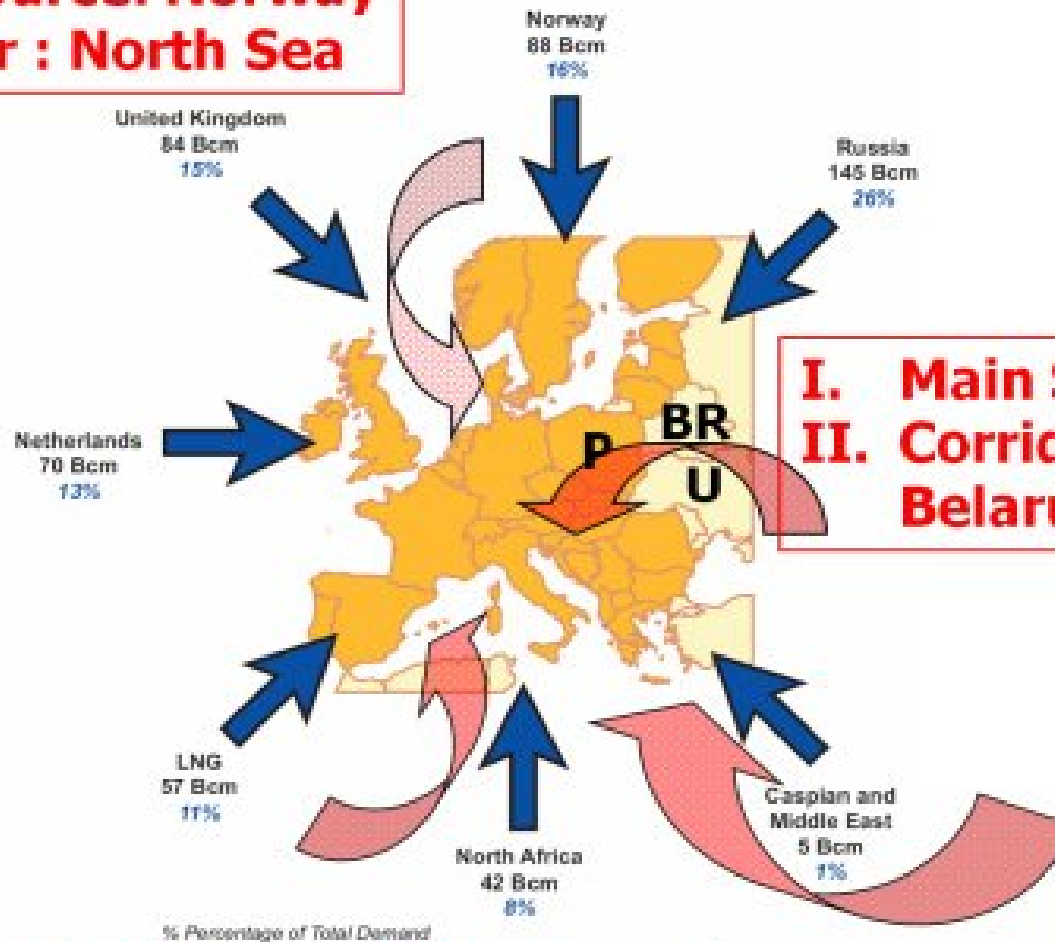 Norway
r : North Sea
Norway
88 Bcm
16%
United Kingdom
84 Bcm
15%
Russia
145 Bcm
26%
I. Main
II. Corrid
Belaru
BR
P
U
Netherlands
70 Bcm
13%
LNG
57 Bcm
11%
North Africa
42 Bcm
8%
Caspian and
Middle East
5 Bcm
1%
% Percentage of Total Demand